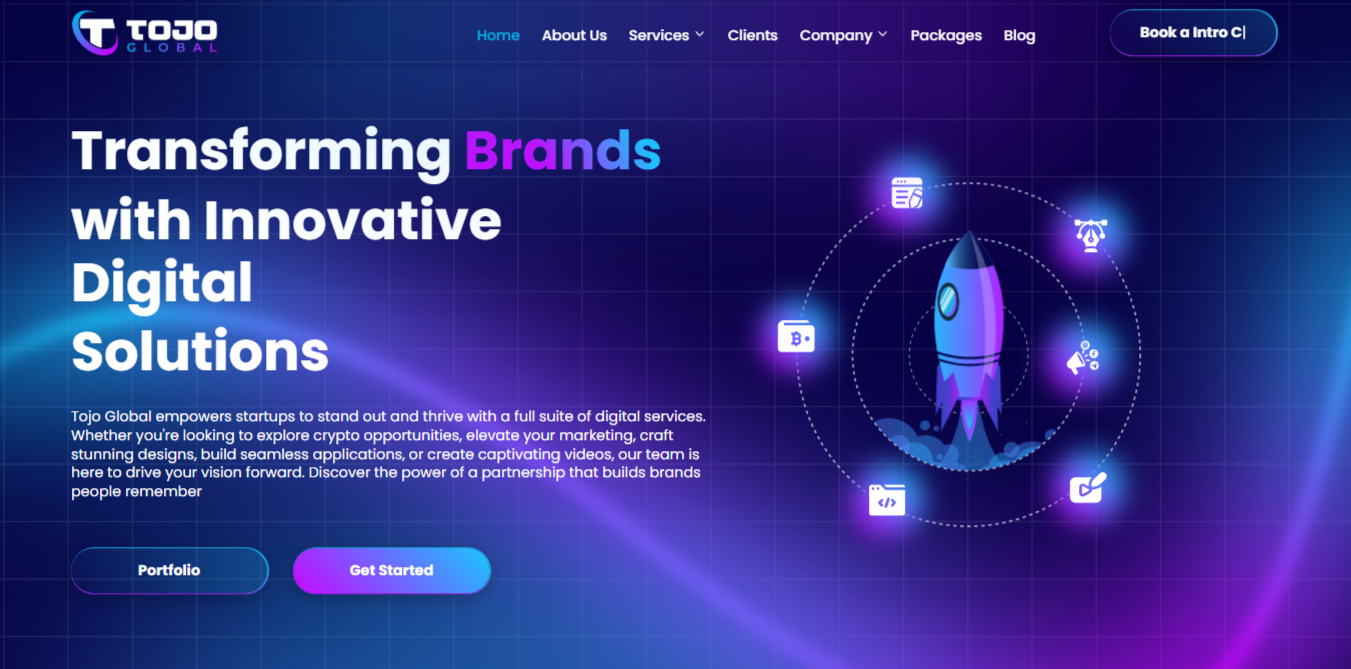 TOJO
GLOBAL
Home About Us Services Clients Company Packages Blog
Book a Intro C|
Transforming Brands
with Innovative
Digital
Solutions
Tojo Global empowers startups to stand out and thrive with a full suite of digital services.
Whether you're looking to explore crypto opportunities, elevate your marketing, craft
stunning designs, build seamless applications, or create captivating videos, our team is
here to drive your vision forward. Discover the power of a partnership that builds brands
people remember
Portfolio Get Started